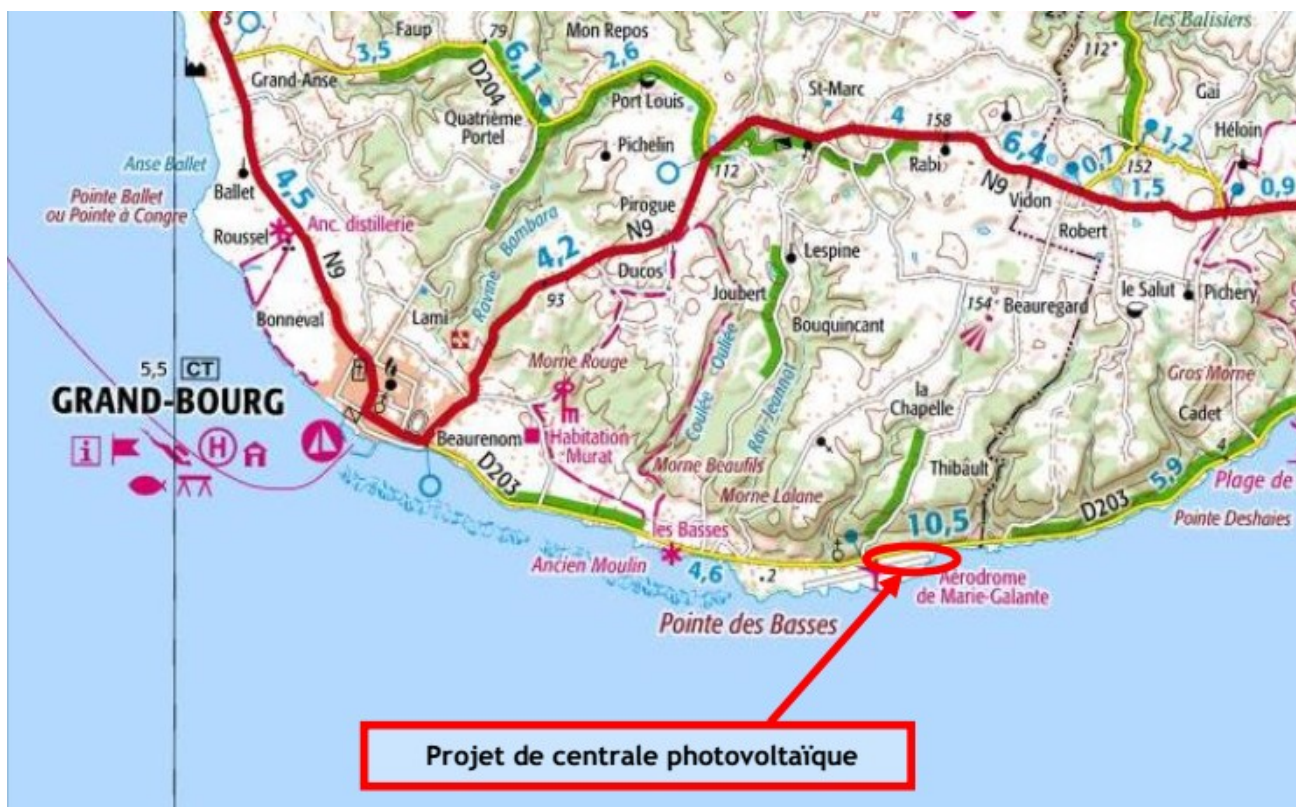 5
Faup
79
Mon Repos
les Balisiers
112
3,5
6,1
2,6
Grand-Anse
D204
St-Marc
Gai
Quatrième
Portel
Port Louis
4
158
Héloin
Anse Ballet
Pichelin
6,4
0,7
1,2
152
Rabi
Pointe Ballet
ou Pointe à Congre
Ballet
4,5
112
N9
Vidon
1,5
0,9
Anc. distillerie
Pirogue
Roussel
Bambara
Ravine
N9
4,2
N9
Lespine
Robert
Ducos
93
Joubert
154
Beauregard
le Salut
Pichery
Bonneval
Lami
Bouquincant
Morne Rouge
Coulée Ouliée
Rav. Jeannot
Gros Morne
5,5 CT
GRAND-BOURG
la
Chapelle
Cadet
i
H
Beaurenom
Habitation
Murat
4
D203
Morne Beaufils
Thibault
5,9
Morne Lalane
Plage de
10,5
D203
Pointe Deshaies
les Basses
Ancien Moulin
4,6
2
Aérodrome
de Marie-Galante
Pointe des Basses
Projet de centrale photovoltaïque